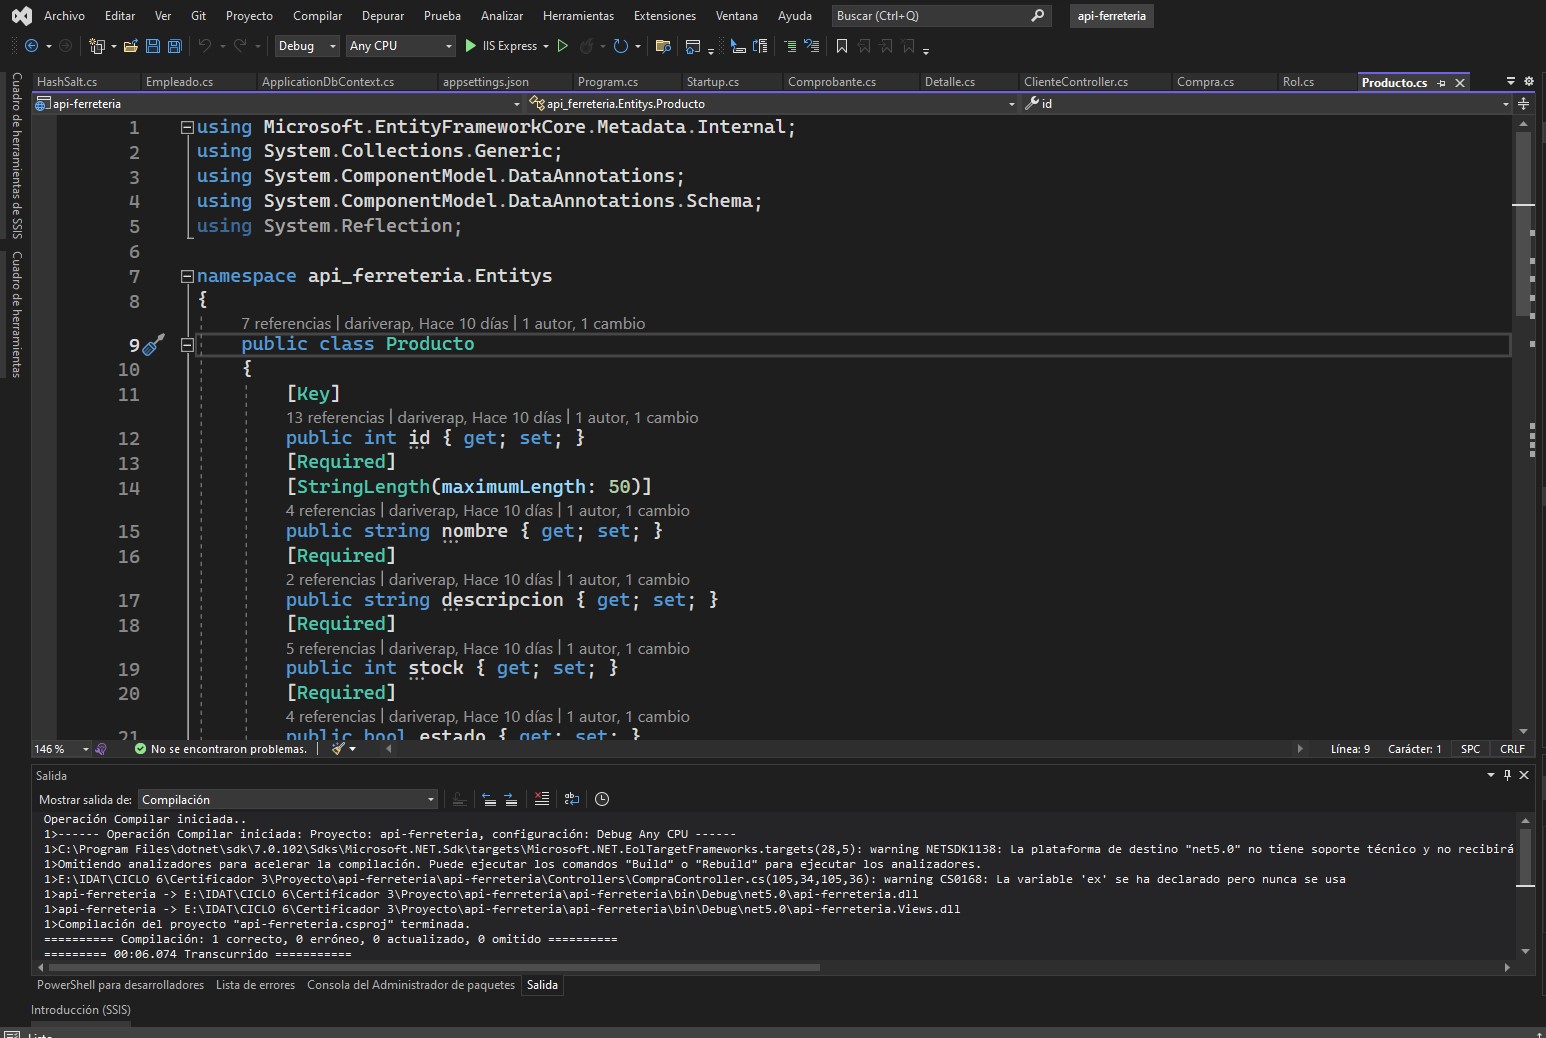 Archivo Editar Ver Git Proyecto Compilar Depurar Prueba Analizar Herramientas Extensiones Ventana Ayuda Buscar (Ctrl+Q) api-ferreteria
Debug Any CPU IIS Express
HashSalt.cs Empleado.cs ApplicationDbContext.cs appsettings.json Program.cs Startup.cs Comprobante.cs Detalle.cs ClienteController.cs Compra.cs Rol.cs Producto.cs
api-ferreteria api_ferreteria.Entitys.Producto id
Cuadro de herramientas de SSIS
Cuadro de herramientas
1 using Microsoft.EntityFrameworkCore.Metadata.Internal;
2 using System.Collections.Generic;
3 using System.ComponentModel.DataAnnotations;
4 using System.ComponentModel.DataAnnotations.Schema;
5 using System.Reflection;
6
7 namespace api_ferreteria.Entitys
8 {
7 referencias | dariverap, Hace 10 días | 1 autor, 1 cambio
9 public class Producto
10 {
11 [Key]
13 referencias | dariverap, Hace 10 días | 1 autor, 1 cambio
12 public int id { get; set; }
13 [Required]
14 [StringLength(maximumLength: 50)]
4 referencias | dariverap, Hace 10 días | 1 autor, 1 cambio
15 public string nombre { get; set; }
16 [Required]
2 referencias | dariverap, Hace 10 días | 1 autor, 1 cambio
17 public string descripcion { get; set; }
18 [Required]
5 referencias | dariverap, Hace 10 días | 1 autor, 1 cambio
19 public int stock { get; set; }
20 [Required]
4 referencias | dariverap, Hace 10 días | 1 autor, 1 cambio
21 public bool estado { get; set; }
146 % No se encontraron problemas. Línea: 9 Carácter: 1 SPC CRLF
Salida
Mostrar salida de: Compilación
Operación Compilar iniciada..
1>------ Operación Compilar iniciada: Proyecto: api-ferreteria, configuración: Debug Any CPU ------
1>C:\Program Files\dotnet\sdk\7.0.102\Sdks\Microsoft.NET.Sdk\targets\Microsoft.NET.EolTargetFrameworks.targets(28,5): warning NETSDK1138: La plataforma de destino "net5.0" no tiene soporte técnico y no recibirá
1>Omitiendo analizadores para acelerar la compilación. Puede ejecutar los comandos "Build" o "Rebuild" para ejecutar los analizadores.
1>E:\IDAT\CICLO 6\Certificador 3\Proyecto\api-ferreteria\api-ferreteria\Controllers\CompraController.cs(105,34,105,36): warning CS0168: La variable 'ex' se ha declarado pero nunca se usa
1>api-ferreteria -> E:\IDAT\CICLO 6\Certificador 3\Proyecto\api-ferreteria\api-ferreteria\bin\Debug\net5.0\api-ferreteria.dll
1>api-ferreteria -> E:\IDAT\CICLO 6\Certificador 3\Proyecto\api-ferreteria\api-ferreteria\bin\Debug\net5.0\api-ferreteria.Views.dll
1>Compilación del proyecto "api-ferreteria.csproj" terminada.
========== Compilación: 1 correcto, 0 erróneo, 0 actualizado, 0 omitido ==========
========= 00:06.074 Transcurrido ===========
PowerShell para desarrolladores Lista de errores Consola del Administrador de paquetes Salida
Introducción (SSIS)
Listo